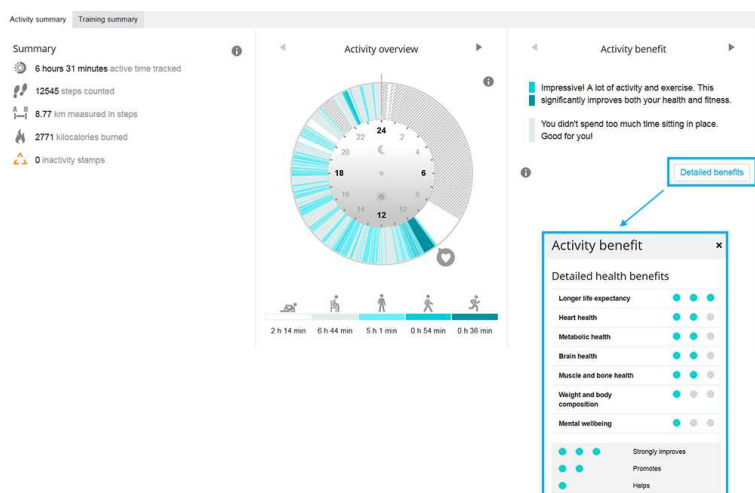 Activity summary
Training summary
Summary
6 hours 31 minutes active time tracked
12545 steps counted
A B
8.77 km measured in steps
2771 kilocalories burned
0 inactivity stamps
Activity overview
24
2
4
6
8
10
12
14
16
18
20
22
2 h 14 min
6 h 44 min
5 h 1 min
0 h 54 min
0 h 36 min
Activity benefit
Impressive! A lot of activity and exercise. This
significantly improves both your health and fitness.
You didn't spend too much time sitting in place.
Good for you!
Detailed benefits
Activity benefit
×
Detailed health benefits
Longer life expectancy
Heart health
Metabolic health
Brain health
Muscle and bone health
Weight and body
composition
Mental wellbeing
Strongly improves
Promotes
Helps